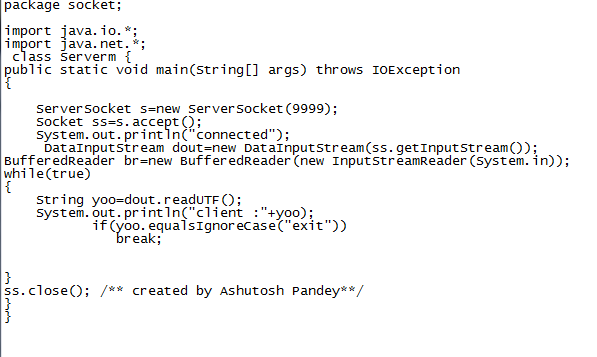 package socket;
import java.io.*;
import java.net.*;
class Serverm {
public static void main(String[] args) throws IOException
{
ServerSocket s=new ServerSocket(9999);
Socket ss=s.accept();
System.out.println("connected");
DataInputStream dout=new DataInputStream(ss.getInputStream());
BufferedReader br=new BufferedReader(new InputStreamReader(System.in));
while(true)
{
String yoo=dout.readUTF();
System.out.println("client :"+yoo);
if(yoo.equalsIgnoreCase("exit"))
break;
}
ss.close(); /** created by Ashutosh Pandey**/
}
}